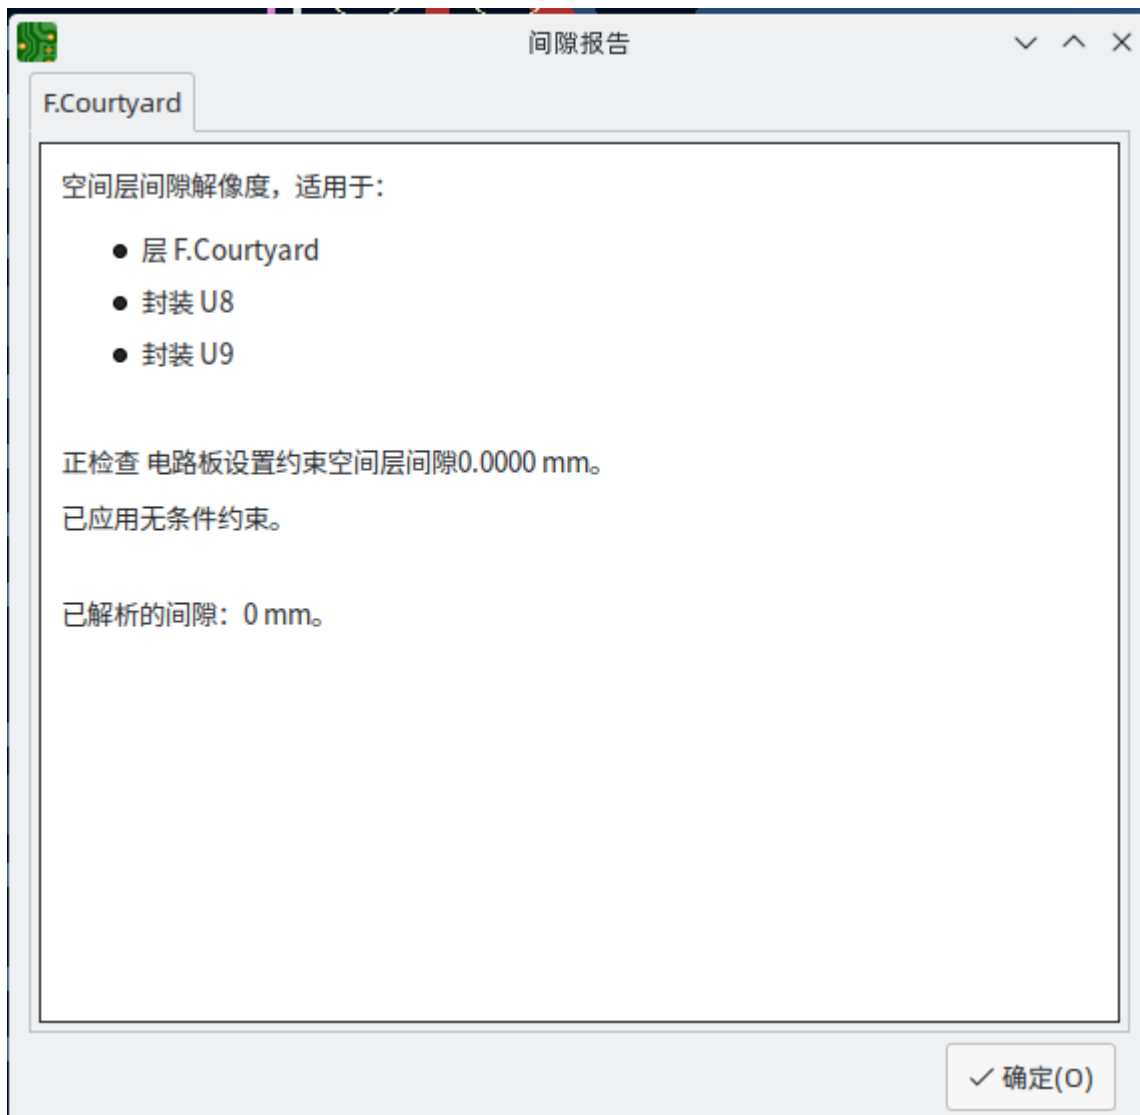 间隙报告
F.Courtyard
空间层间隙解像度，适用于：
● 层 F.Courtyard
● 封装 U8
● 封装 U9
正检查 电路板设置约束空间层间隙0.0000 mm。
已应用无条件约束。
已解析的间隙：0 mm。
确定(O)